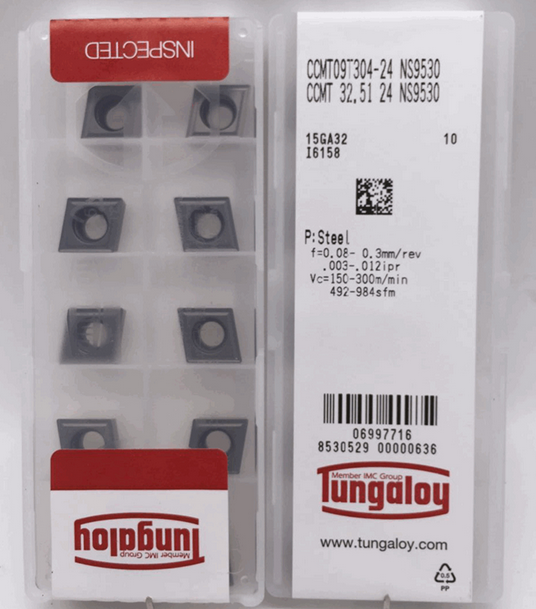 INSPECTED
Tungaloy
Member IMC Group
CCMT09T304-24 NS9530
CCMT 32,51 24 NS9530
15GA32 10
I6158
P:Steel
f=0.08- 0.3mm/rev
.003-.012ipr
Vc=150-300m/min
492-984sfm
06997716
8530529 00000636
Member IMC Group
Tungaloy
www.tungaloy.com
0.5
PP